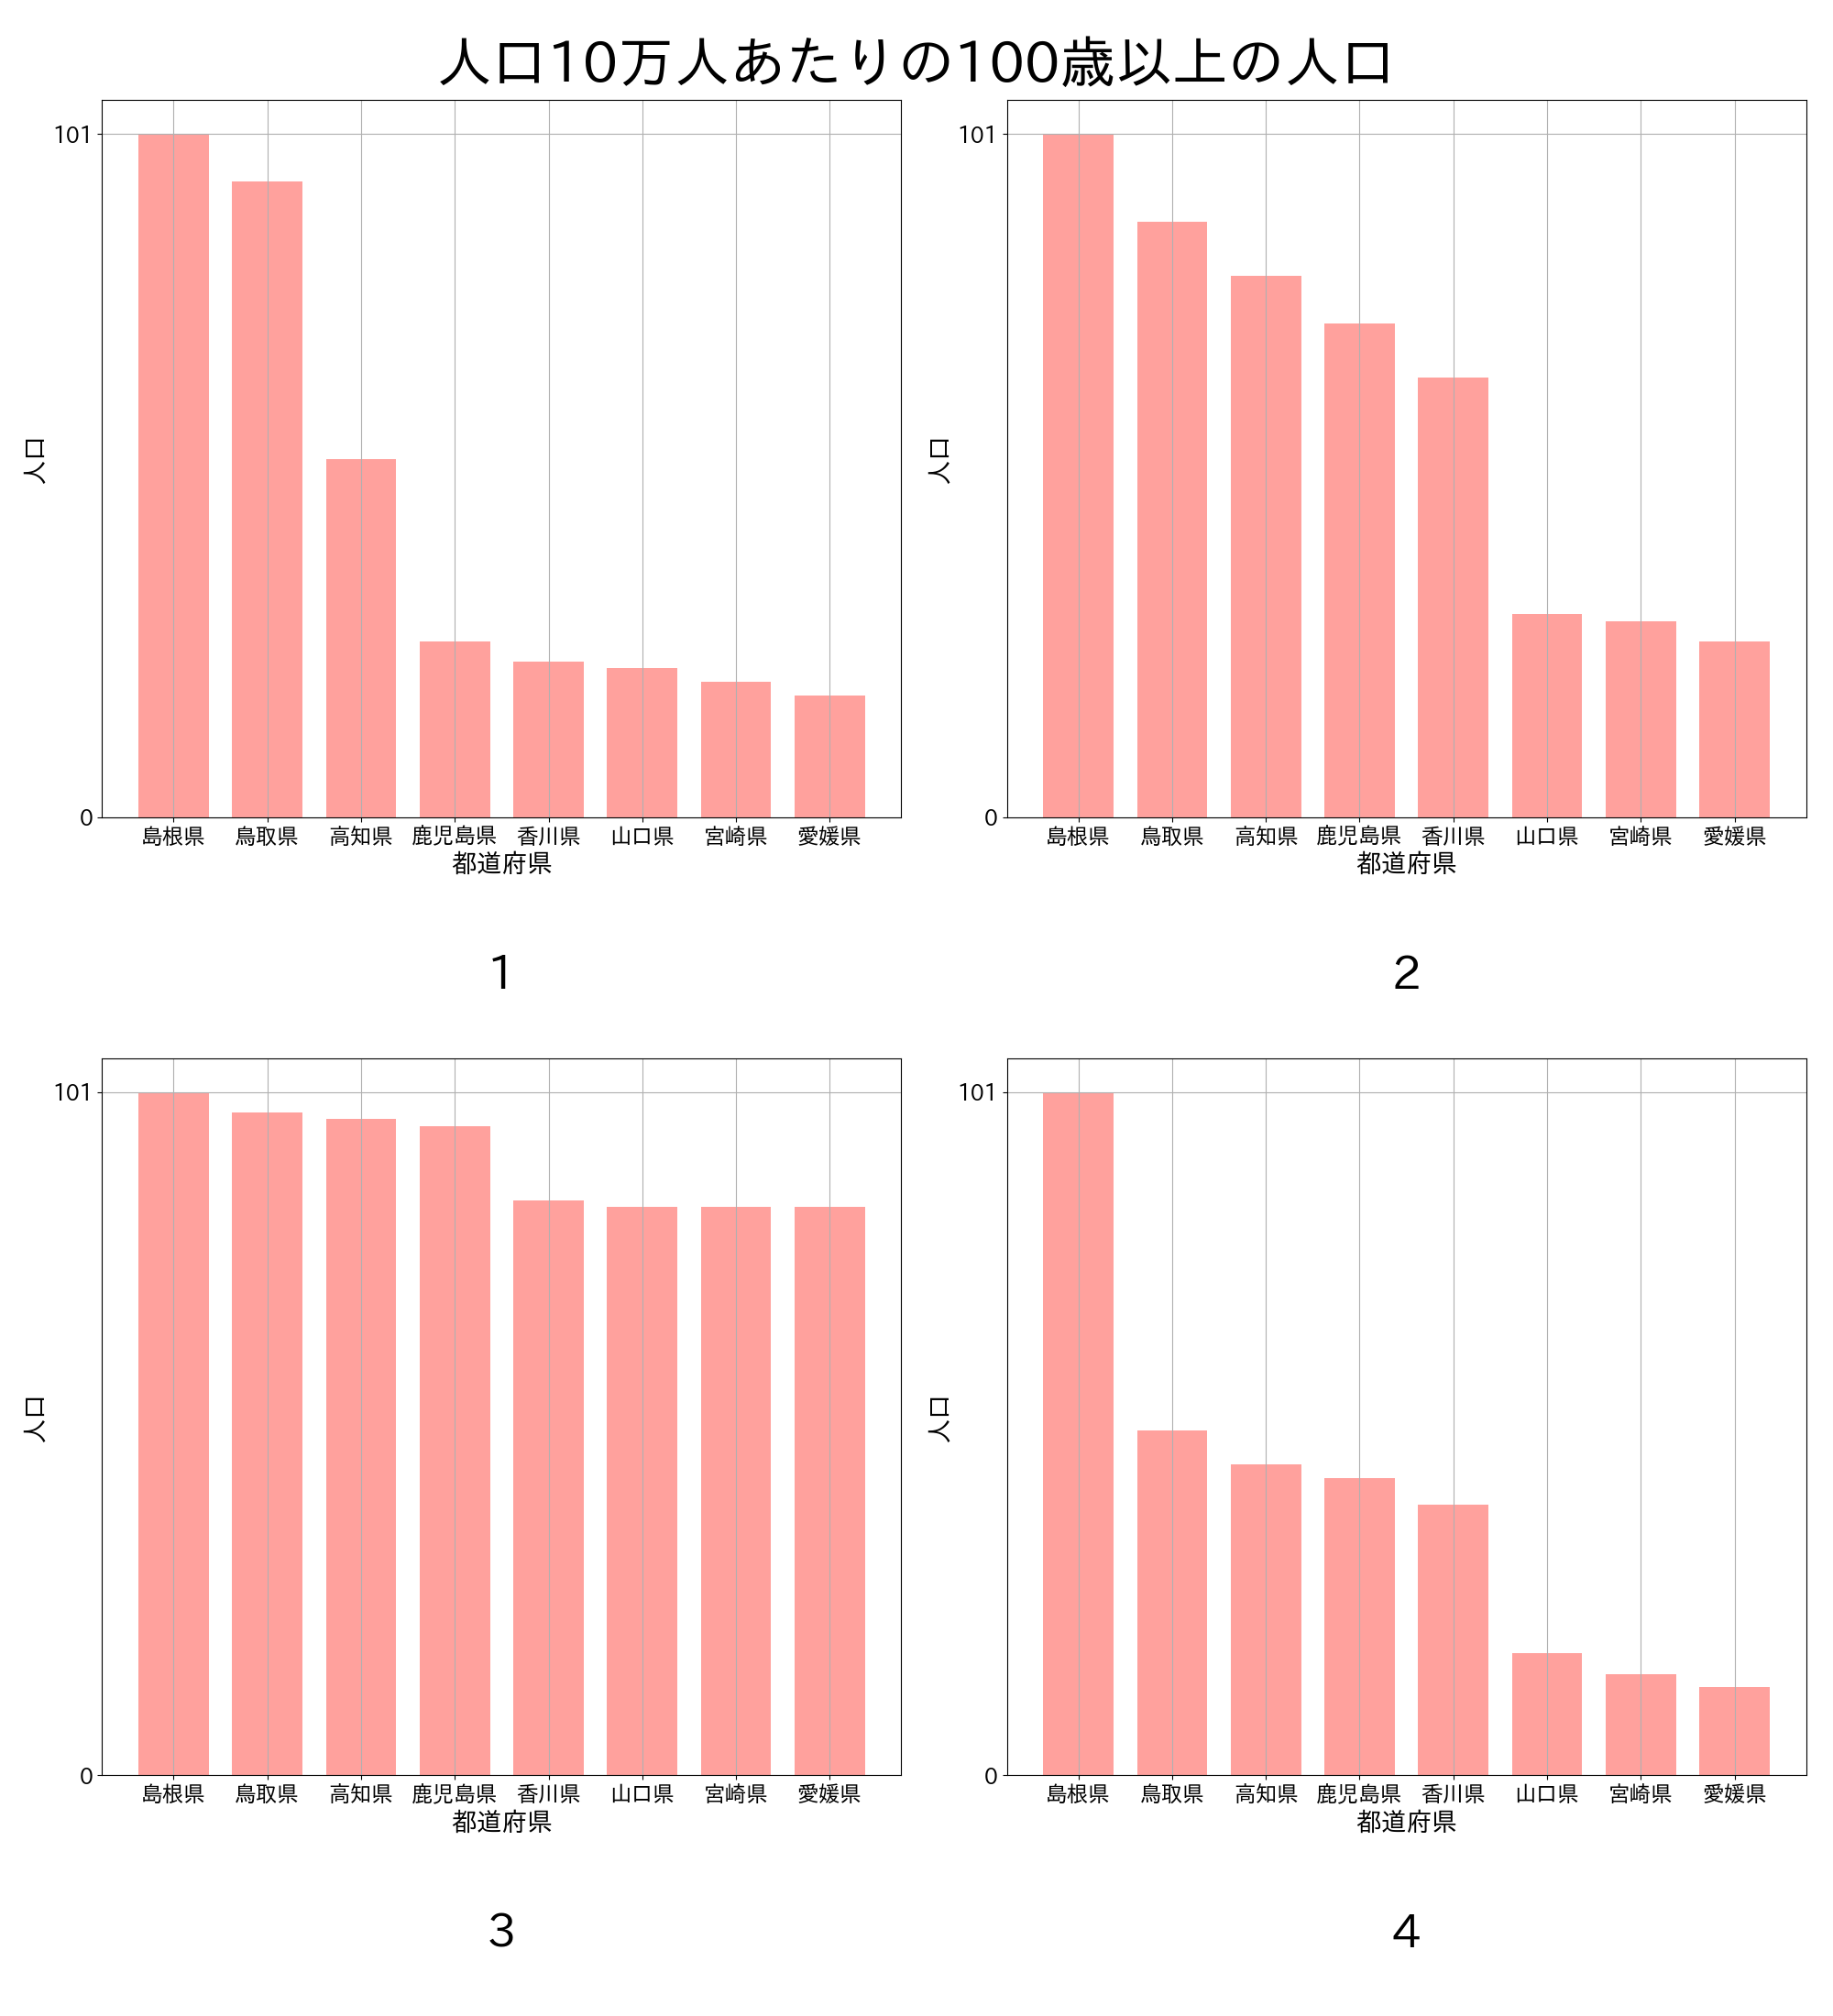 人口10万人あたりの100歳以上の人口
101
0
人口
島根県 鳥取県 高知県 鹿児島県 香川県 山口県 宮崎県 愛媛県
都道府県
1
101
0
人口
島根県 鳥取県 高知県 鹿児島県 香川県 山口県 宮崎県 愛媛県
都道府県
2
101
0
人口
島根県 鳥取県 高知県 鹿児島県 香川県 山口県 宮崎県 愛媛県
都道府県
3
101
0
人口
島根県 鳥取県 高知県 鹿児島県 香川県 山口県 宮崎県 愛媛県
都道府県
4